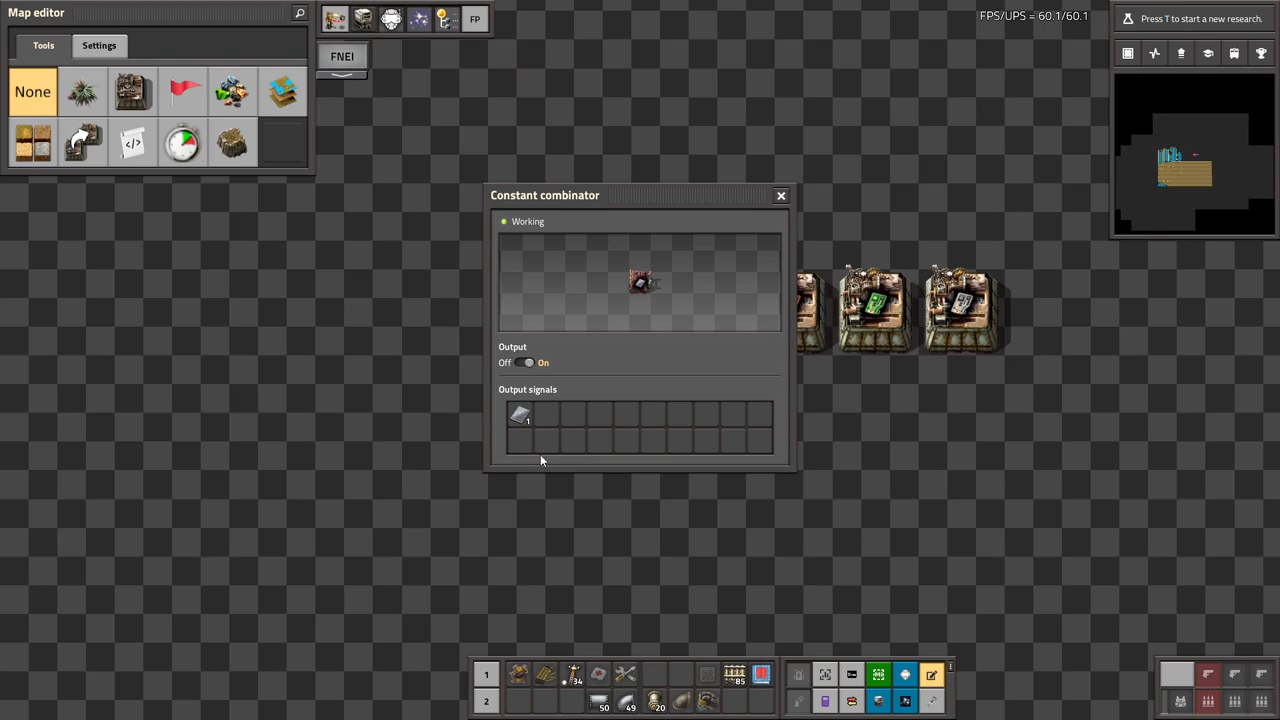 Map editor
Tools
Settings
None
</>
FP
FNEI
FPS/UPS = 60.1/60.1
Press T to start a new research.
Constant combinator
Working
Output
Off
On
Output signals
1
1
34
85
2
50
49
20